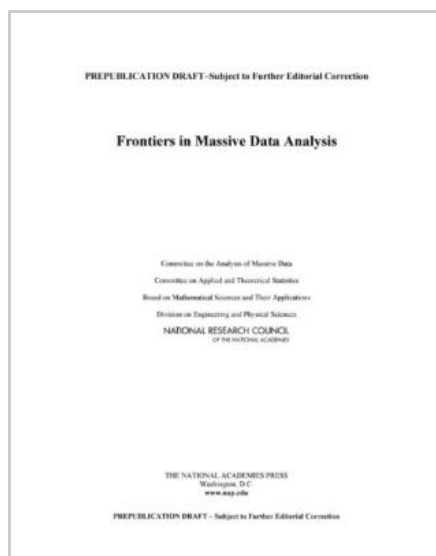 PREPUBLICATION DRAFT–Subject to Further Editorial Correction
Frontiers in Massive Data Analysis
Committee on the Analysis of Massive Data
Committee on Applied and Theoretical Statistics
Board on Mathematical Sciences and Their Applications
Division on Engineering and Physical Sciences
NATIONAL RESEARCH COUNCIL
OF THE NATIONAL ACADEMIES
THE NATIONAL ACADEMIES PRESS
Washington, D.C.
www.nap.edu
PREPUBLICATION DRAFT – Subject to Further Editorial Correction